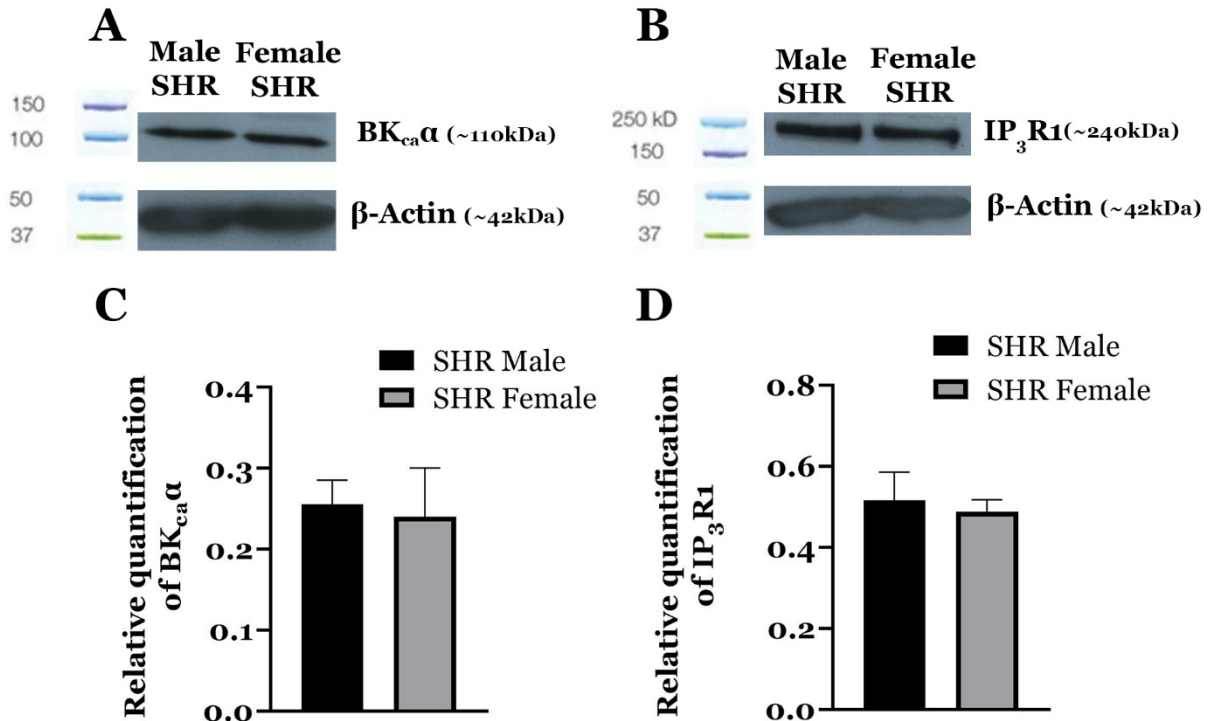 A
Male Female
SHR SHR
150
100
BKcaα (~110kDa)
50
37
β-Actin (~42kDa)
B
Male Female
SHR SHR
250 kD
150
IP3R1(~240kDa)
50
37
β-Actin (~42kDa)
C
SHR Male
SHR Female
Relative quantification
of BKcaα
0.4
0.3
0.2
0.1
0.0
D
SHR Male
SHR Female
Relative quantification
of IP3R1
0.8
0.6
0.4
0.2
0.0